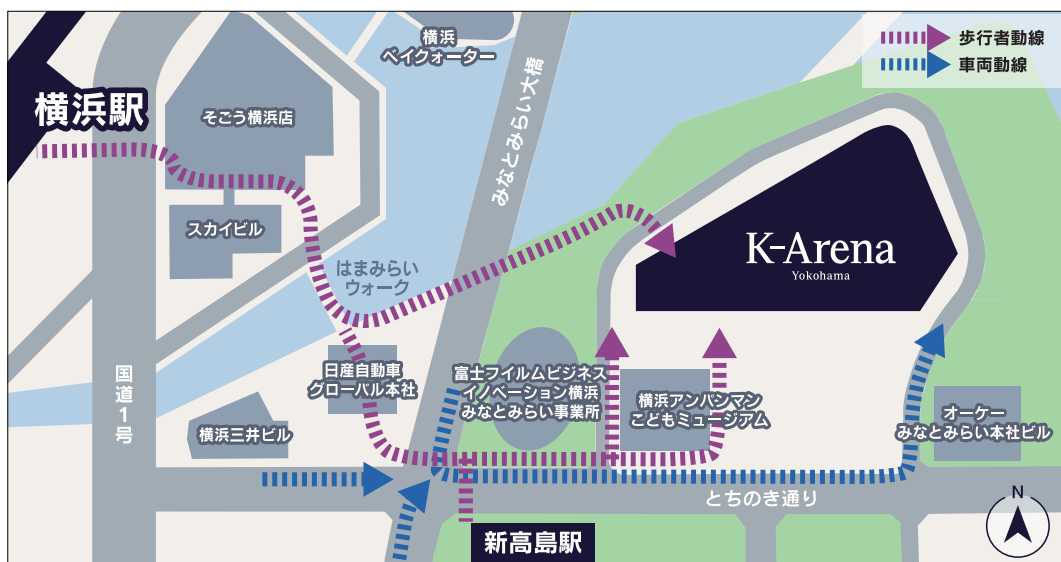 歩行者動線
車両動線
横浜
ベイクォーター
横浜駅
そごう横浜店
みなとみらい大橋
スカイビル
K-Arena
Yokohama
はまみらい
ウォーク
国道1号
日産自動車
グローバル本社
富士フイルムビジネス
イノベーション横浜
みなとみらい事業所
横浜アンパンマン
こどもミュージアム
オーケー
みなとみらい本社ビル
横浜三井ビル
とちのき通り
新高島駅
N